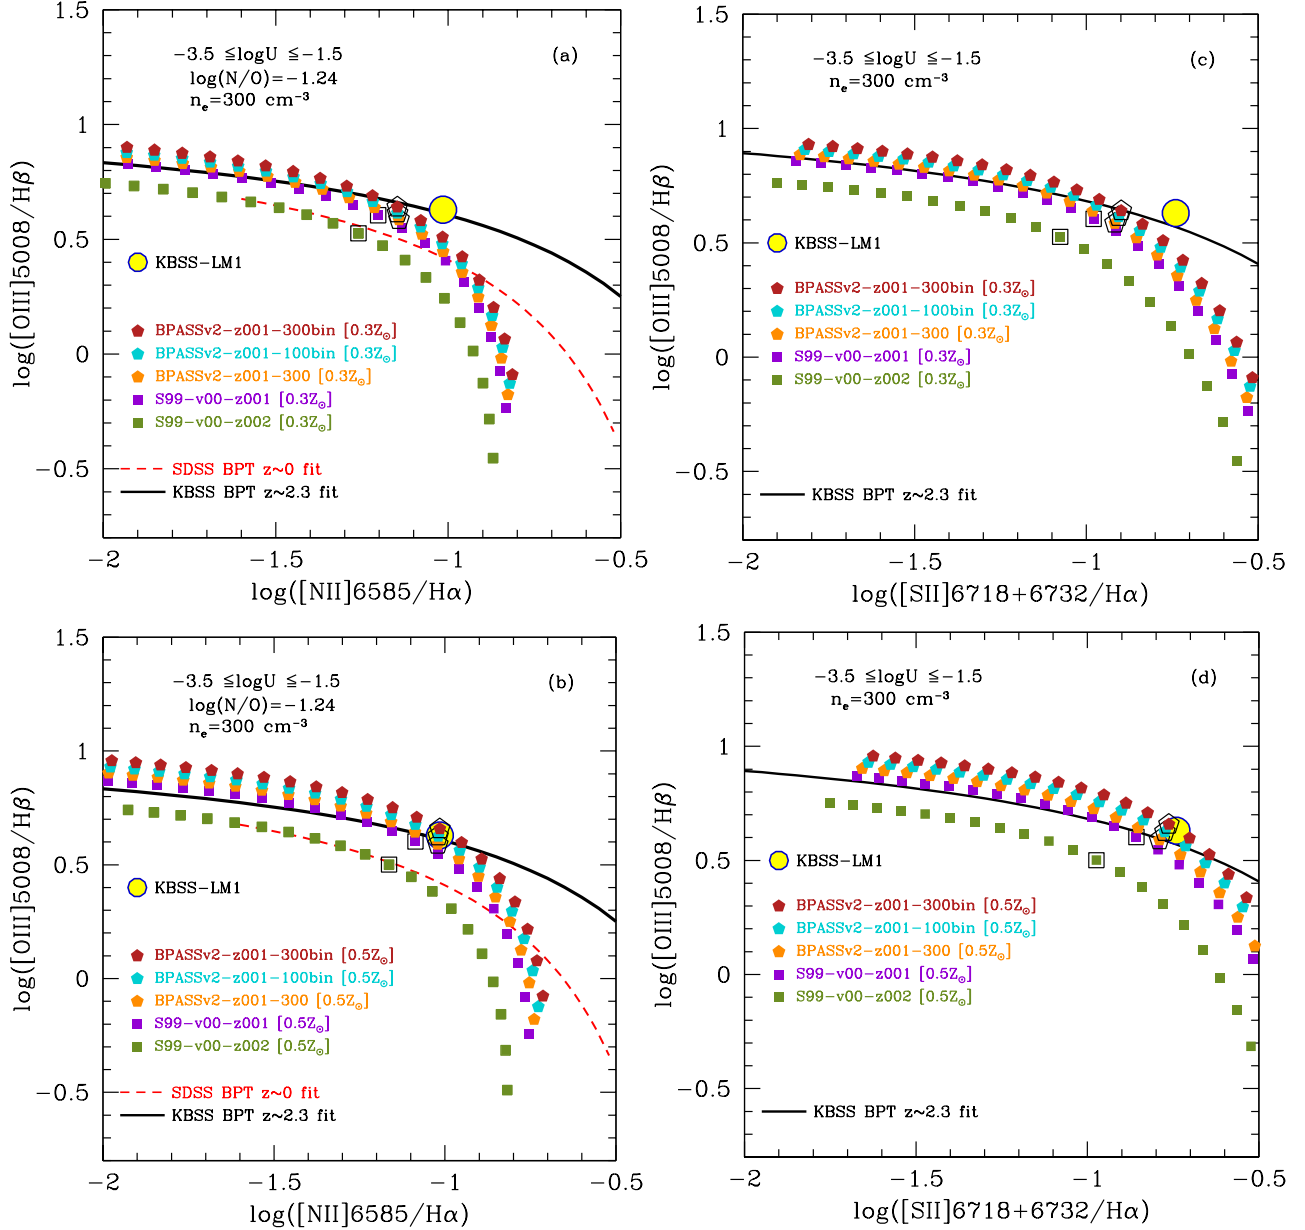 1.5
1
0.5
0
−0.5
−2
−1.5
−1
−0.5
log([OIII]5008/Hβ)
log([NII]6585/Hα)
−3.5 ≦logU ≦−1.5
log(N/O)=−1.24
nₑ=300 cm⁻³
(a)
KBSS−LM1
BPASSv2−z001−300bin [0.3Z☉]
BPASSv2−z001−100bin [0.3Z☉]
BPASSv2−z001−300 [0.3Z☉]
S99−v00−z001 [0.3Z☉]
S99−v00−z002 [0.3Z☉]
SDSS BPT z~0 fit
KBSS BPT z~2.3 fit
1.5
1
0.5
0
−0.5
−2
−1.5
−1
−0.5
log([OIII]5008/Hβ)
log([SII]6718+6732/Hα)
−3.5 ≦logU ≦−1.5
nₑ=300 cm⁻³
(c)
KBSS−LM1
BPASSv2−z001−300bin [0.3Z☉]
BPASSv2−z001−100bin [0.3Z☉]
BPASSv2−z001−300 [0.3Z☉]
S99−v00−z001 [0.3Z☉]
S99−v00−z002 [0.3Z☉]
KBSS BPT z~2.3 fit
1.5
1
0.5
0
−0.5
−2
−1.5
−1
−0.5
log([OIII]5008/Hβ)
log([NII]6585/Hα)
−3.5 ≦logU ≦−1.5
log(N/O)=−1.24
nₑ=300 cm⁻³
(b)
KBSS−LM1
BPASSv2−z001−300bin [0.5Z☉]
BPASSv2−z001−100bin [0.5Z☉]
BPASSv2−z001−300 [0.5Z☉]
S99−v00−z001 [0.5Z☉]
S99−v00−z002 [0.5Z☉]
SDSS BPT z~0 fit
KBSS BPT z~2.3 fit
1.5
1
0.5
0
−0.5
−2
−1.5
−1
−0.5
log([OIII]5008/Hβ)
log([SII]6718+6732/Hα)
−3.5 ≦logU ≦−1.5
nₑ=300 cm⁻³
(d)
KBSS−LM1
BPASSv2−z001−300bin [0.5Z☉]
BPASSv2−z001−100bin [0.5Z☉]
BPASSv2−z001−300 [0.5Z☉]
S99−v00−z001 [0.5Z☉]
S99−v00−z002 [0.5Z☉]
KBSS BPT z~2.3 fit